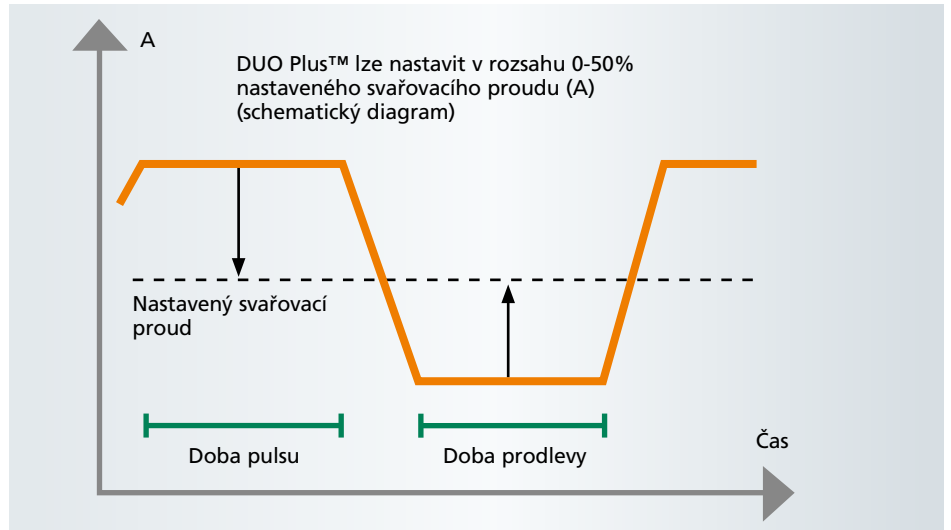 A
DUO Plus™ lze nastavit v rozsahu 0-50%
nastaveného svařovacího proudu (A)
(schematický diagram)
Nastavený svařovací
proud
Čas
Doba pulsu
Doba prodlevy